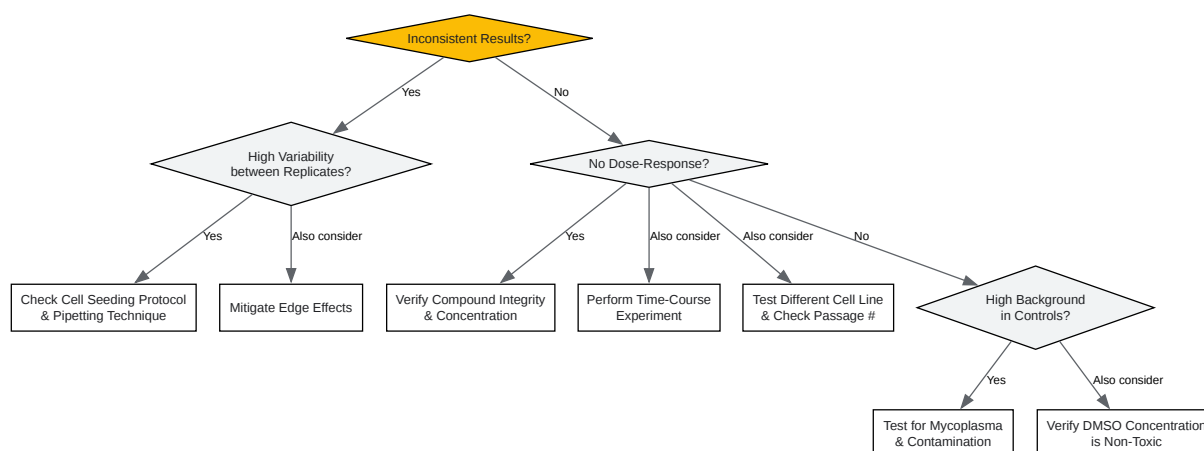 Inconsistent Results?
Yes
No
High Variability
between Replicates?
No Dose-Response?
Yes
Also consider
Yes
Also consider
Also consider
No
Check Cell Seeding Protocol
& Pipetting Technique
Mitigate Edge Effects
Verify Compound Integrity
& Concentration
Perform Time-Course
Experiment
Test Different Cell Line
& Check Passage #
High Background
in Controls?
Yes
Also consider
Test for Mycoplasma
& Contamination
Verify DMSO Concentration
is Non-Toxic